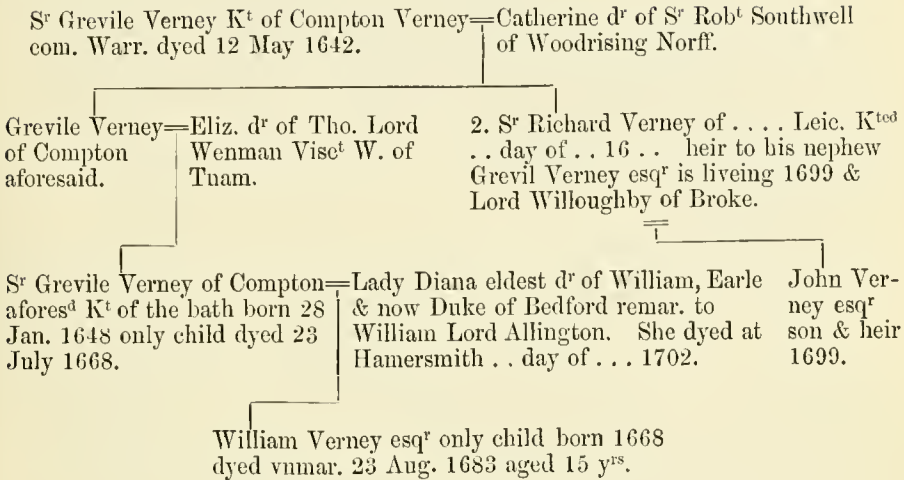 Sʳ Grevile Verney Kᵗ of Compton Verney=Catherine dʳ of Sʳ Robᵗ Southwell
com. Warr. dyed 12 May 1642.
of Woodrising Norff.
Grevile Verney=Eliz. dʳ of Tho. Lord
of Compton
aforesaid.
Wenman Viscᵗ W. of
Tuam.
2. Sʳ Richard Verney of . . . . Leic. Kᵗᵉᵈ
. . day of . . 16 . . heir to his nephew
Grevil Verney esqʳ is liveing 1699 &
Lord Willoughby of Broke.
Sʳ Grevile Verney of Compton=Lady Diana eldest dʳ of William, Earle
aforesᵈ Kᵗ of the bath born 28
Jan. 1648 only child dyed 23
July 1668.
& now Duke of Bedford remar. to
William Lord Allington. She dyed at
Hamersmith . . day of . . . 1702.
John Ver-
ney esqʳ
son & heir
1699.
William Verney esqʳ only child born 1668
dyed vnmar. 23 Aug. 1683 aged 15 yʳˢ.